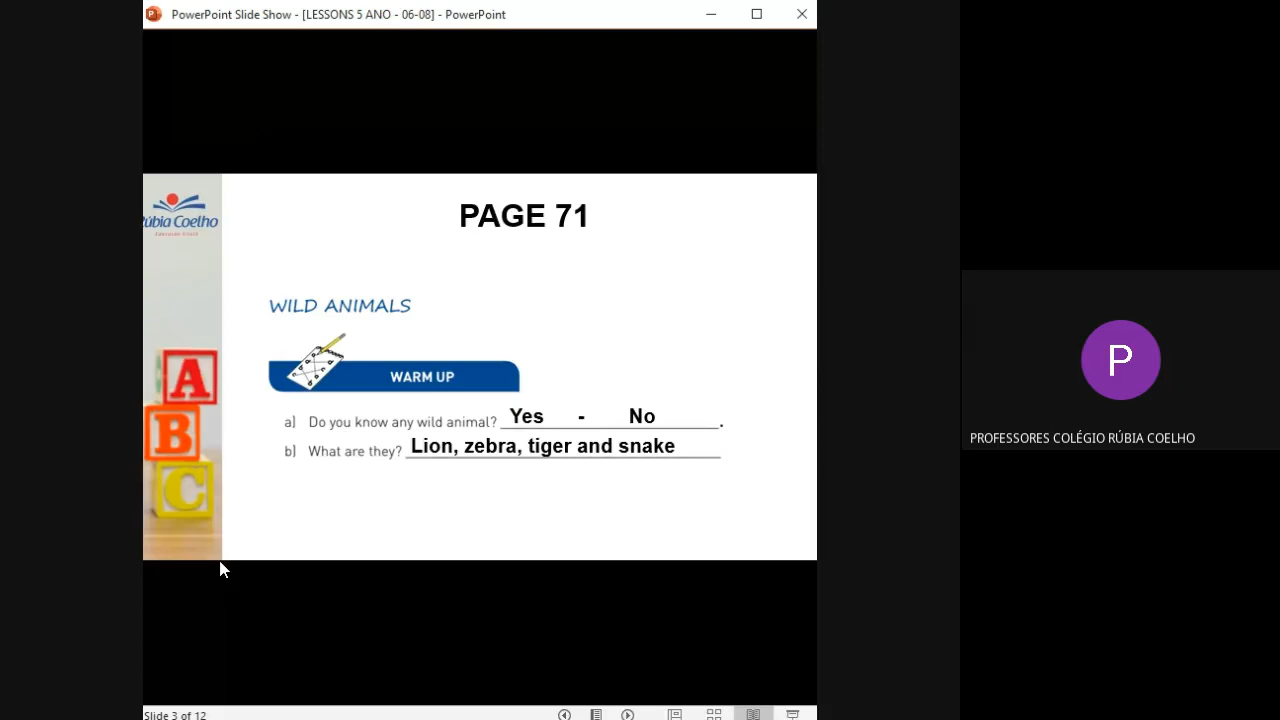 PowerPoint Slide Show - [LESSONS 5 ANO - 06-08] - PowerPoint
Rúbia Coelho
PAGE 71
WILD ANIMALS
WARM UP
a) Do you know any wild animal? Yes - No .
b) What are they? Lion, zebra, tiger and snake
A
B
C
P
PROFESSORES COLÉGIO RÚBIA COELHO
Slide 3 of 12